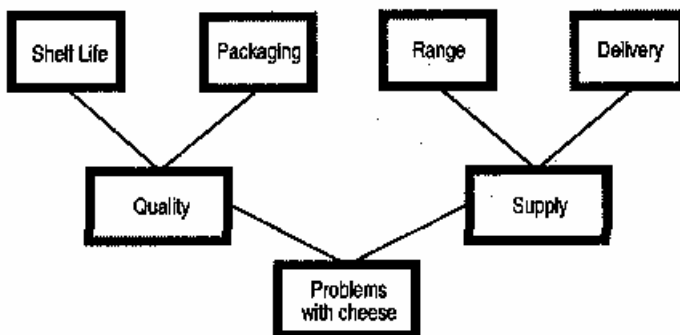 Shelf Life
Packaging
Range
Delivery
Quality
Supply
Problems
with cheese